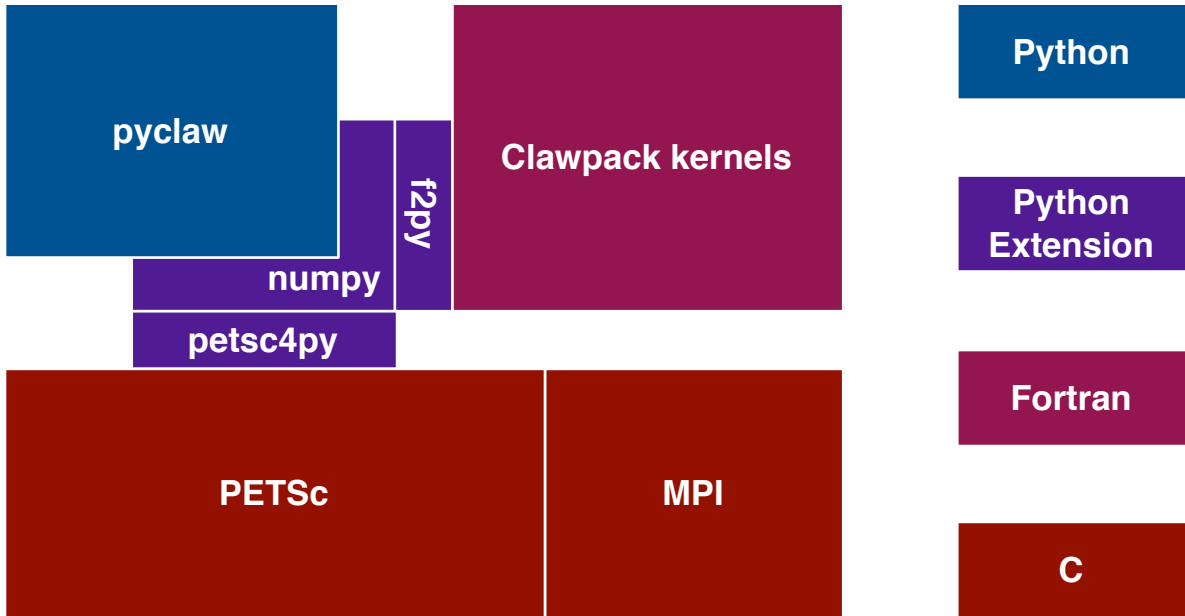 pyclaw
numpy
f2py
petsc4py
Clawpack kernels
PETSc
MPI
Python
Python
Extension
Fortran
C